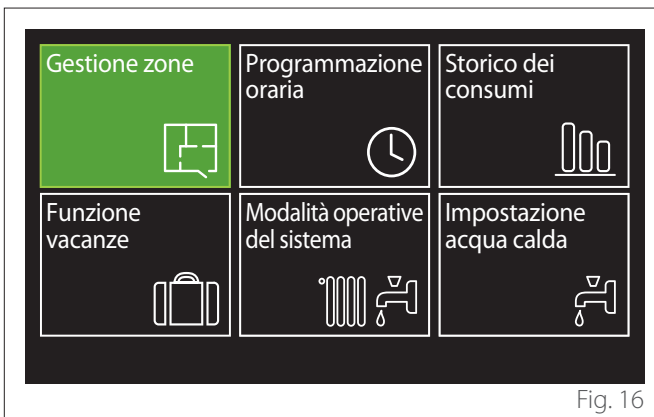 Gestione zone
Programmazione
oraria
Storico dei
consumi
Funzione
vacanze
Modalità operative
del sistema
Impostazione
acqua calda
Fig. 16